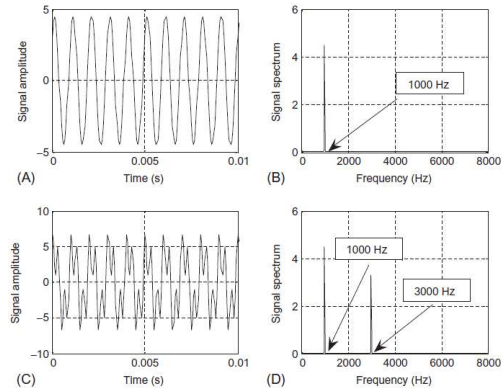 5
0
−5
Signal amplitude
0
0.005
0.01
Time (s)
(A)
6
4
2
0
Signal spectrum
1000 Hz
0
2000
4000
6000
8000
Frequency (Hz)
(B)
10
5
0
−5
−10
Signal amplitude
0
0.005
0.01
Time (s)
(C)
6
4
2
0
Signal spectrum
1000 Hz
3000 Hz
0
2000
4000
6000
8000
Frequency (Hz)
(D)